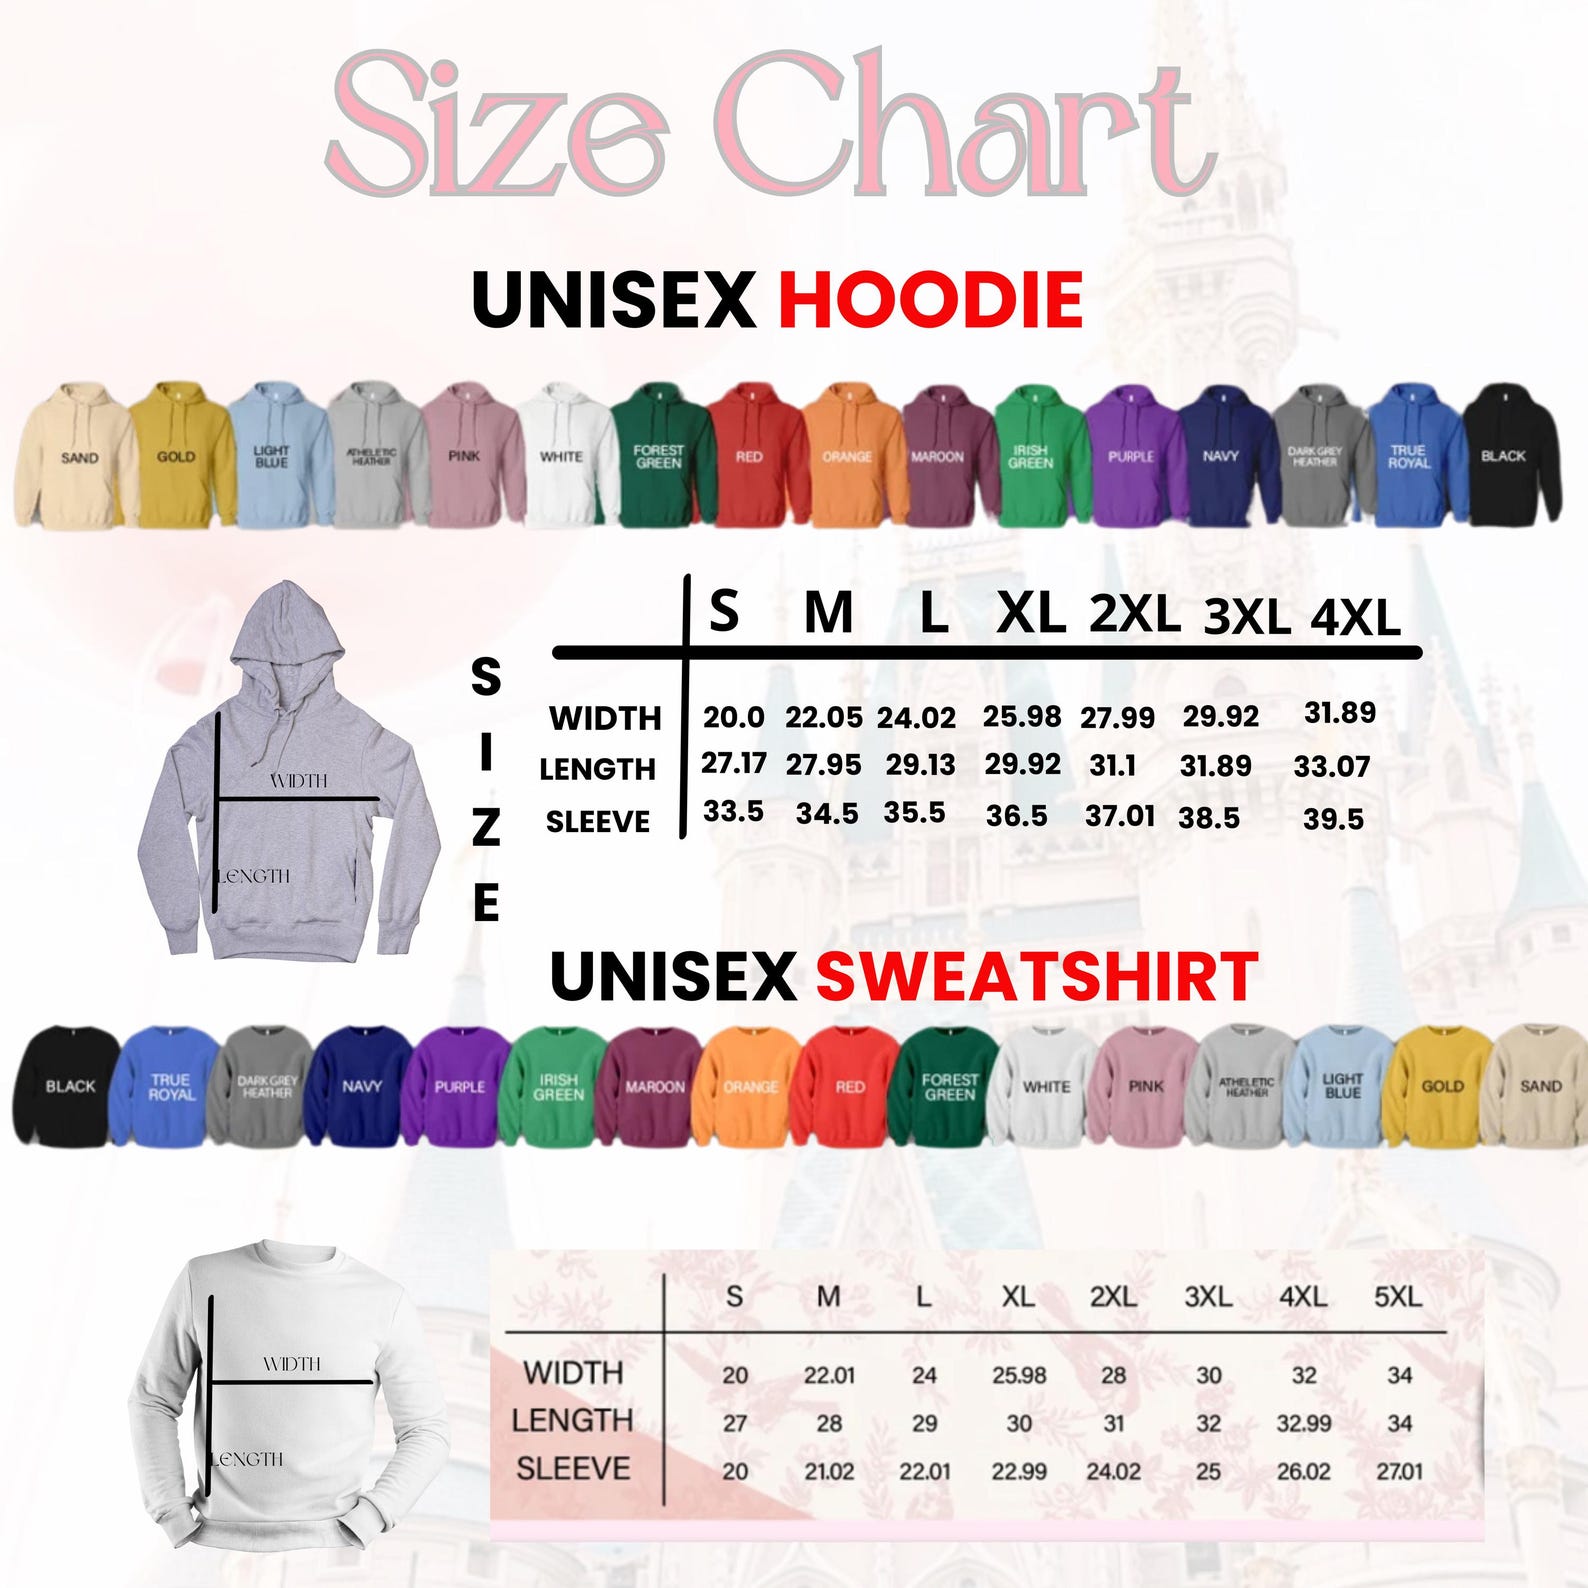 Size Chart
UNISEX HOODIE
SAND
GOLD
LIGHT
BLUE
ATHELETIC
HEATHER
PINK
WHITE
FOREST
GREEN
RED
ORANGE
MAROON
IRISH
GREEN
PURPLE
NAVY
DARK GREY
HEATHER
TRUE
ROYAL
BLACK
WIDTH
LENGTH
S
I
Z
E
S M L XL 2XL 3XL 4XL
WIDTH 20.0 22.05 24.02 25.98 27.99 29.92 31.89
LENGTH 27.17 27.95 29.13 29.92 31.1 31.89 33.07
SLEEVE 33.5 34.5 35.5 36.5 37.01 38.5 39.5
UNISEX SWEATSHIRT
BLACK
TRUE
ROYAL
DARK GREY
HEATHER
NAVY
PURPLE
IRISH
GREEN
MAROON
ORANGE
RED
FOREST
GREEN
WHITE
PINK
ATHELETIC
HEATHER
LIGHT
BLUE
GOLD
SAND
WIDTH
LENGTH
S M L XL 2XL 3XL 4XL 5XL
WIDTH 20 22.01 24 25.98 28 30 32 34
LENGTH 27 28 29 30 31 32 32.99 34
SLEEVE 20 21.02 22.01 22.99 24.02 25 26.02 27.01